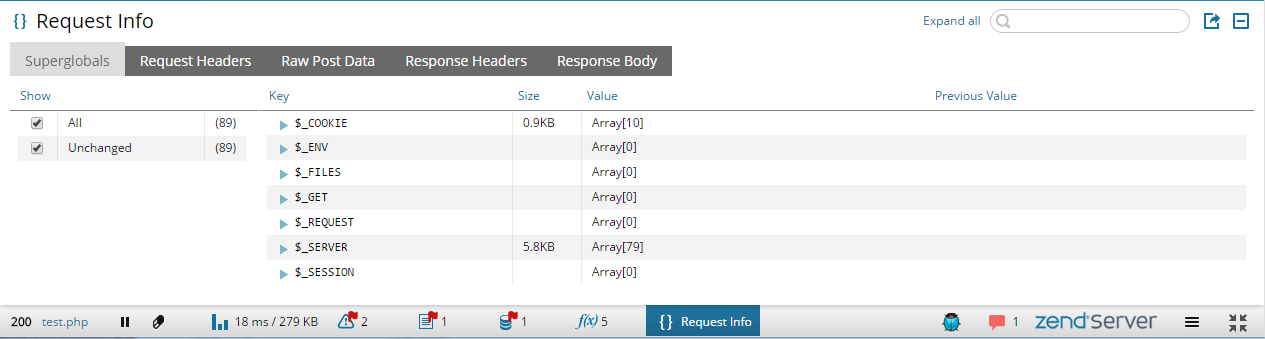 {} Request Info Expand all
Superglobals Request Headers Raw Post Data Response Headers Response Body
Show Key Size Value Previous Value
All (89) $_COOKIE 0.9KB Array[10]
Unchanged (89) $_ENV Array[0]
$_FILES Array[0]
$_GET Array[0]
$_REQUEST Array[0]
$_SERVER 5.8KB Array[79]
$_SESSION Array[0]
200 test.php 18 ms / 279 KB 2 1 1 f(x) 5 {} Request Info 1 zend Server